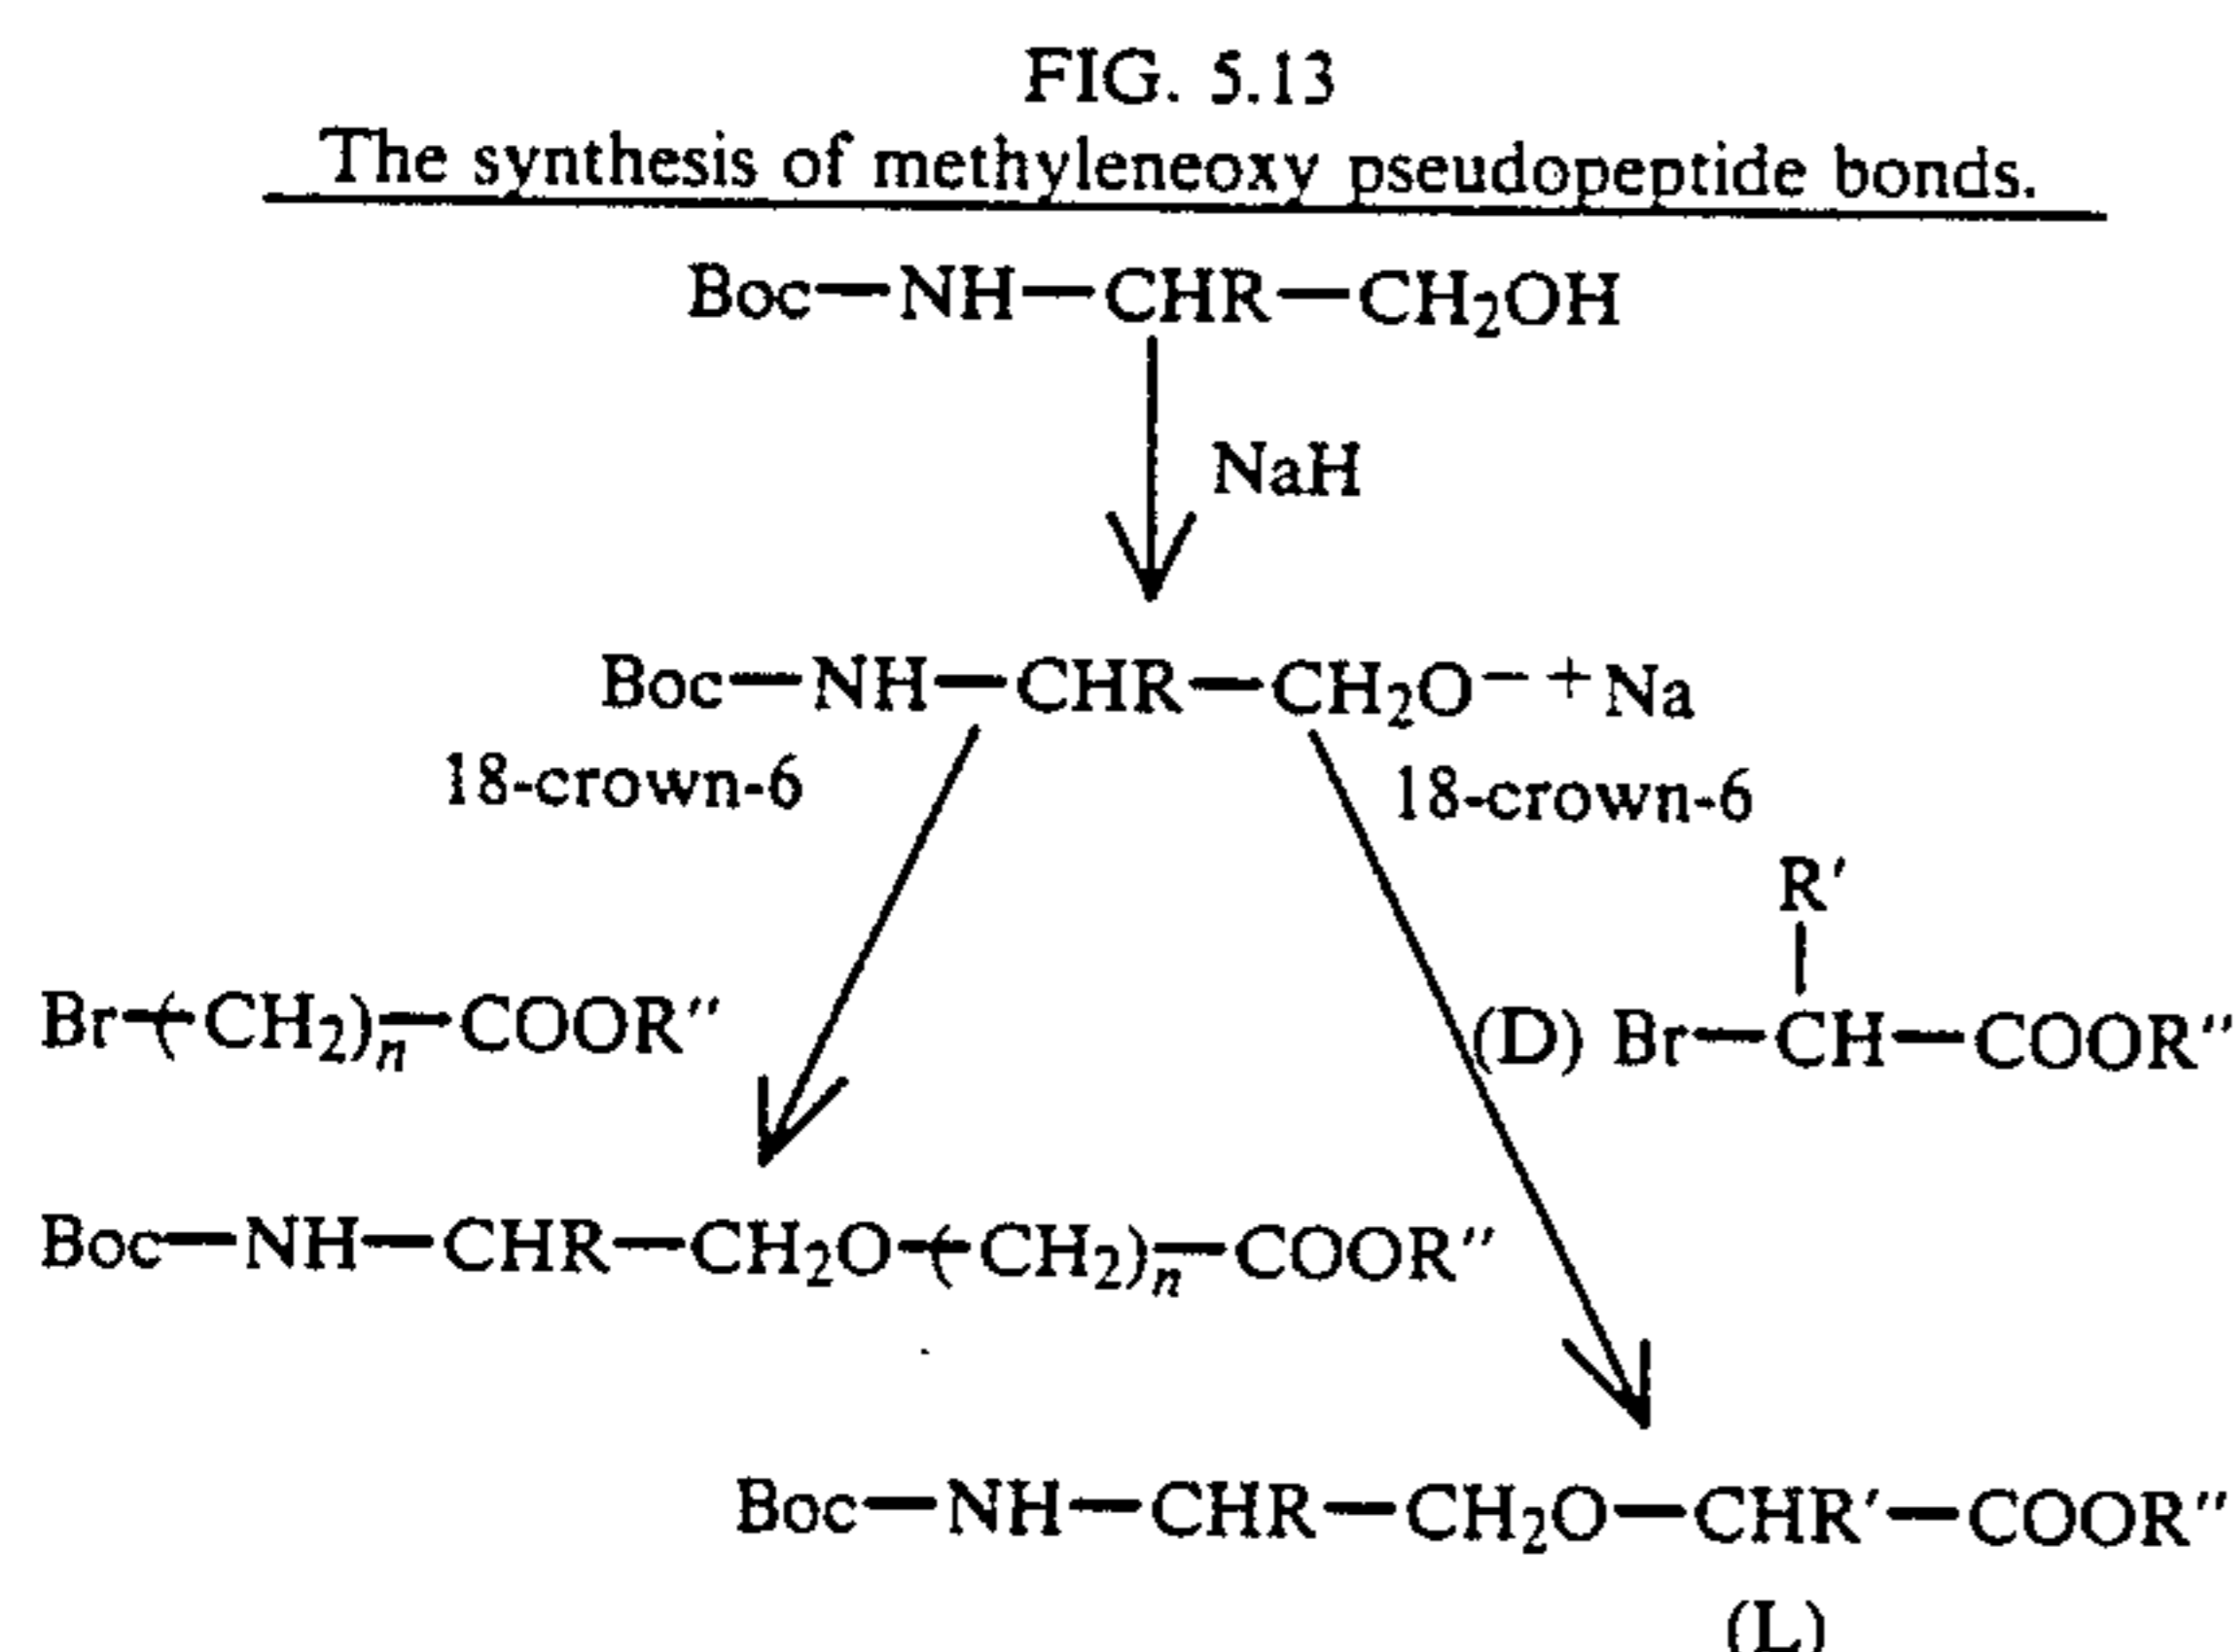 FIG. 5.13
The synthesis of methyleneoxy pseudopeptide bonds.
Boc—NH—CHR—CH₂OH
NaH
Boc—NH—CHR—CH₂O⁻ ⁺Na
18-crown-6
18-crown-6
R′
Br—(CH₂)ₙ—COOR″
(D) Br—CH—COOR″
Boc—NH—CHR—CH₂O—(CH₂)ₙ—COOR″
Boc—NH—CHR—CH₂O—CHR′—COOR″
(L)